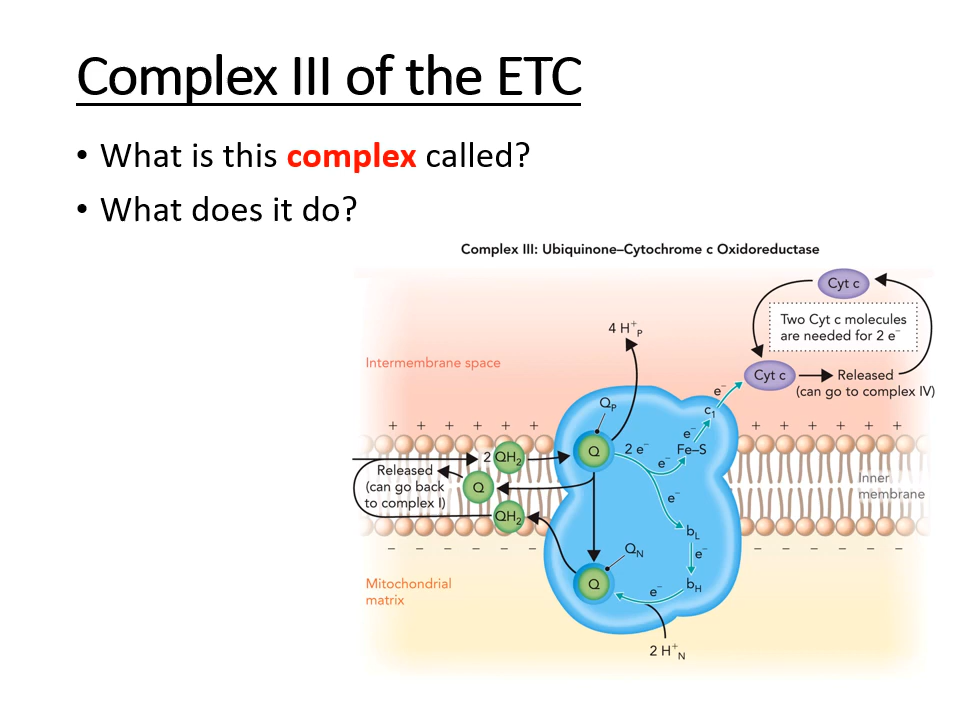 Complex III of the ETC
• What is this complex called?
• What does it do?
Complex III: Ubiquinone–Cytochrome c Oxidoreductase
Cyt c
Two Cyt c molecules
are needed for 2 e⁻
4 H⁺P
Intermembrane space
Cyt c
Released
(can go to complex IV)
e⁻
QP
c1
+ + + + + +
+ + + + + +
e⁻
2 QH2
Q
2 e⁻
Fe–S
e⁻
Released
(can go back
to complex I)
Q
Inner
membrane
e⁻
QH2
bL
− − − − − −
− − − − − −
QN
e⁻
Mitochondrial
matrix
Q
e⁻
bH
2 H⁺N